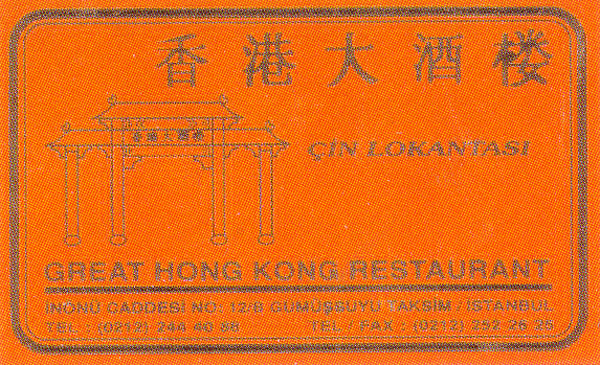 香港大酒楼
ÇİN LOKANTASI
GREAT HONG KONG RESTAURANT
İNÖNÜ CADDESİ NO: 12/B GÜMÜŞSUYU TAKSİM / İSTANBUL
TEL : (0212) 244 40 88 TEL / FAX : (0212) 252 26 25